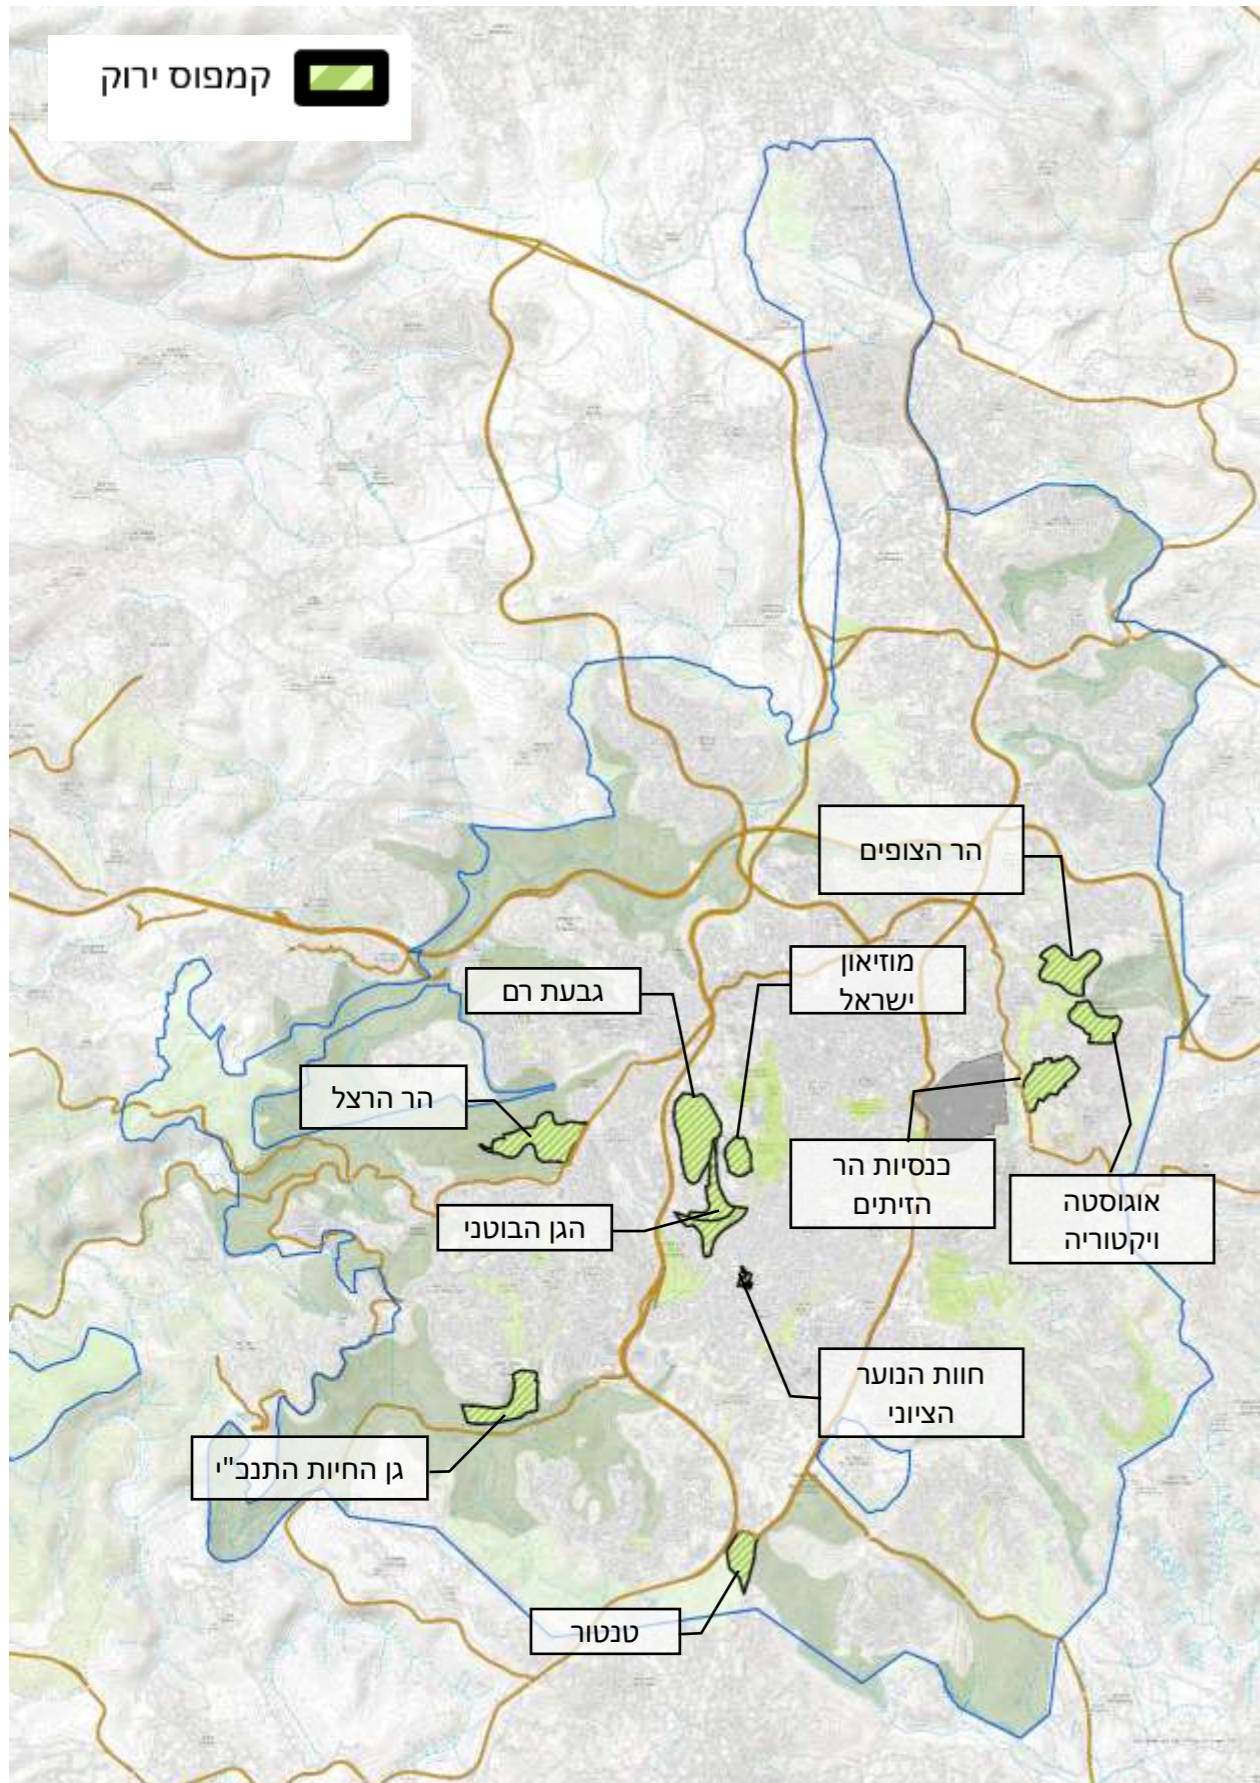 קמפוס ירוק
הר הצופים
מוזיאון
ישראל
גבעת רם
הר הרצל
כנסיות הר
הזיתים
אוגוסטה
ויקטוריה
הגן הבוטני
חוות הנוער
הציוני
גן החיות התנכ"י
טנטור